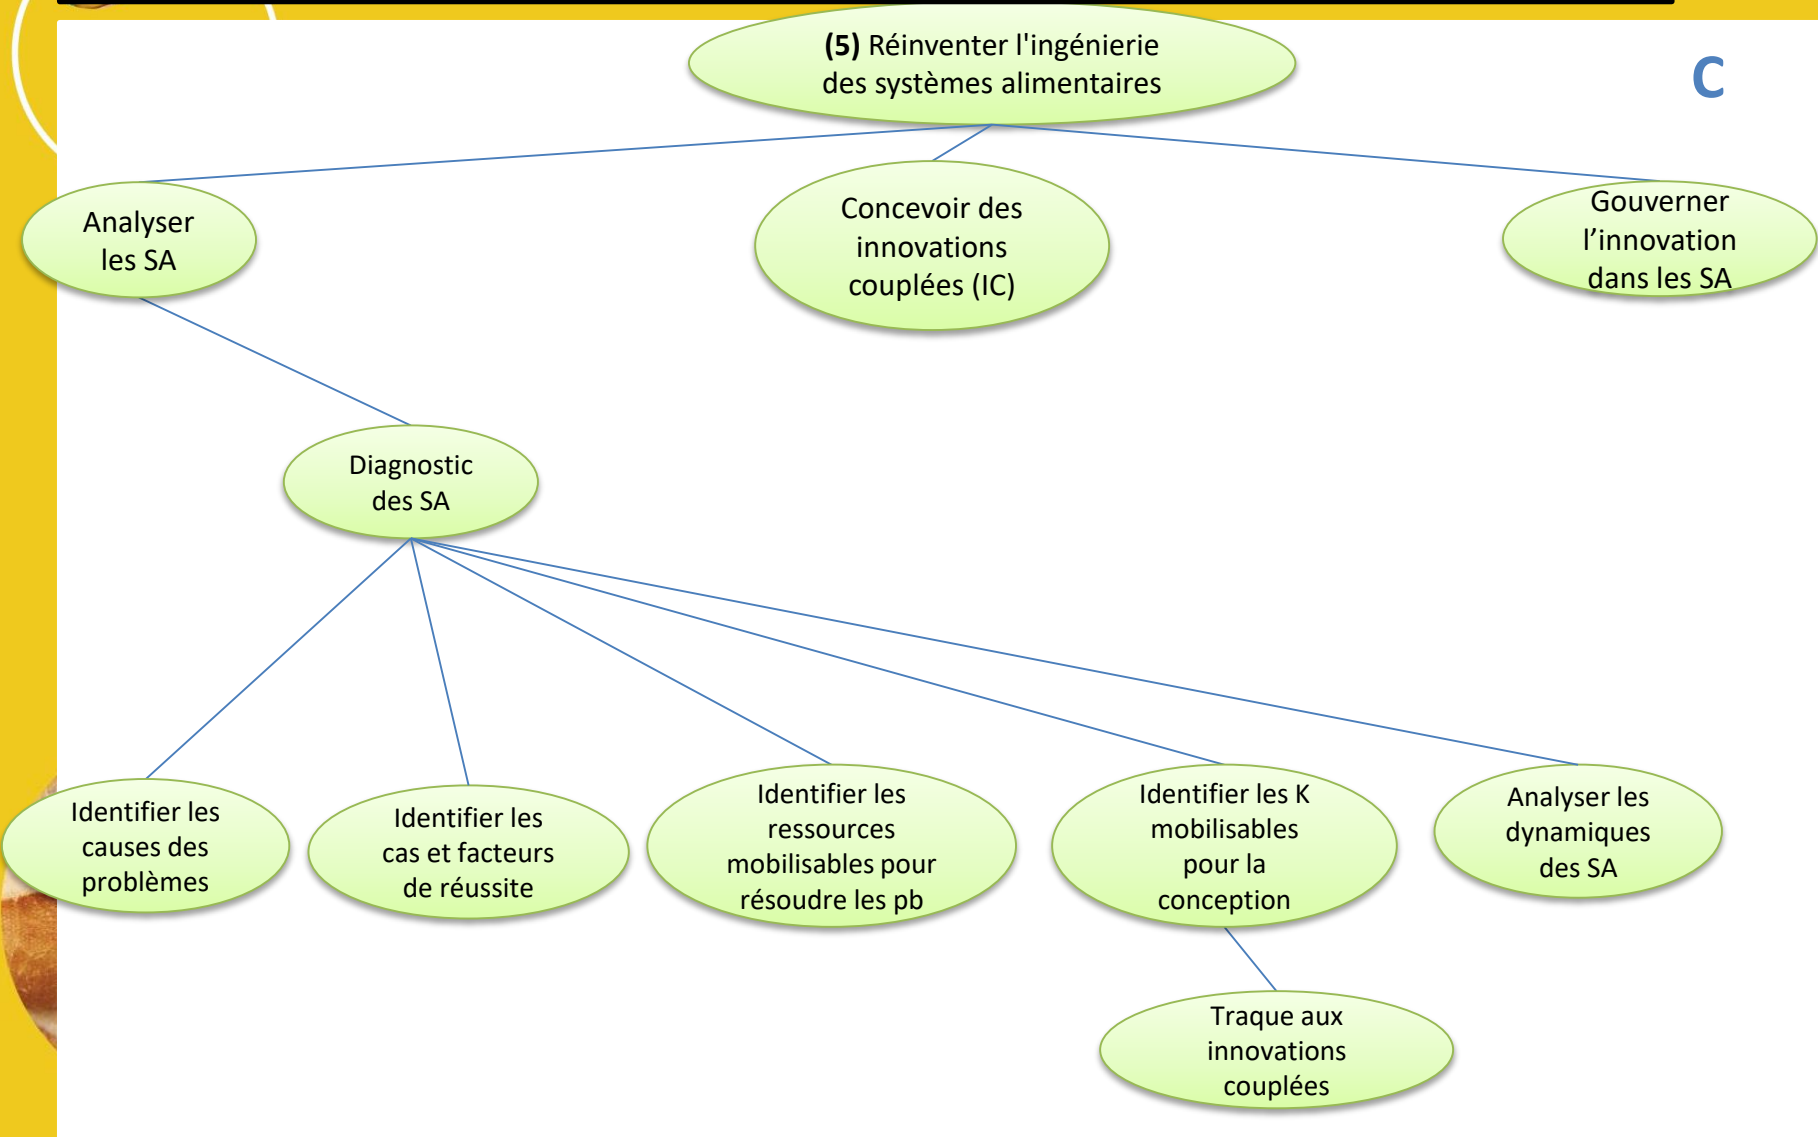 (5) Réinventer l'ingénierie
des systèmes alimentaires
C
Analyser
les SA
Concevoir des
innovations
couplées (IC)
Gouverner
l’innovation
dans les SA
Diagnostic
des SA
Identifier les
causes des
problèmes
Identifier les
cas et facteurs
de réussite
Identifier les
ressources
mobilisables pour
résoudre les pb
Identifier les K
mobilisables
pour la
conception
Analyser les
dynamiques
des SA
Traque aux
innovations
couplées